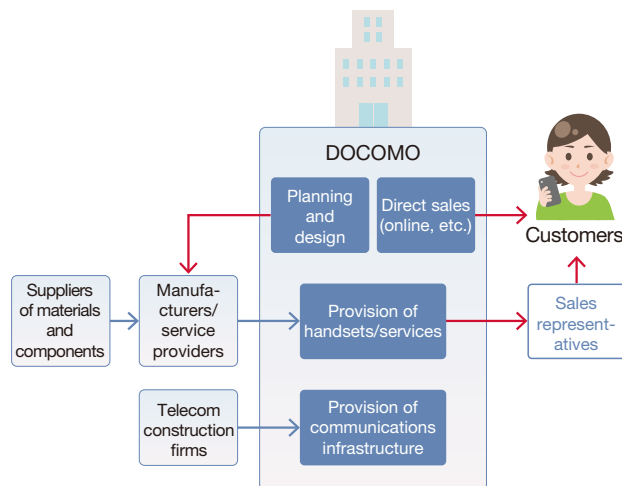 DOCOMO
Planning
and
design
Direct sales
(online, etc.)
Customers
Suppliers
of materials
and
components
Manufa-
cturers/
service
providers
Provision of
handsets/services
Sales
represent-
atives
Telecom
construction
firms
Provision of
communications
infrastructure